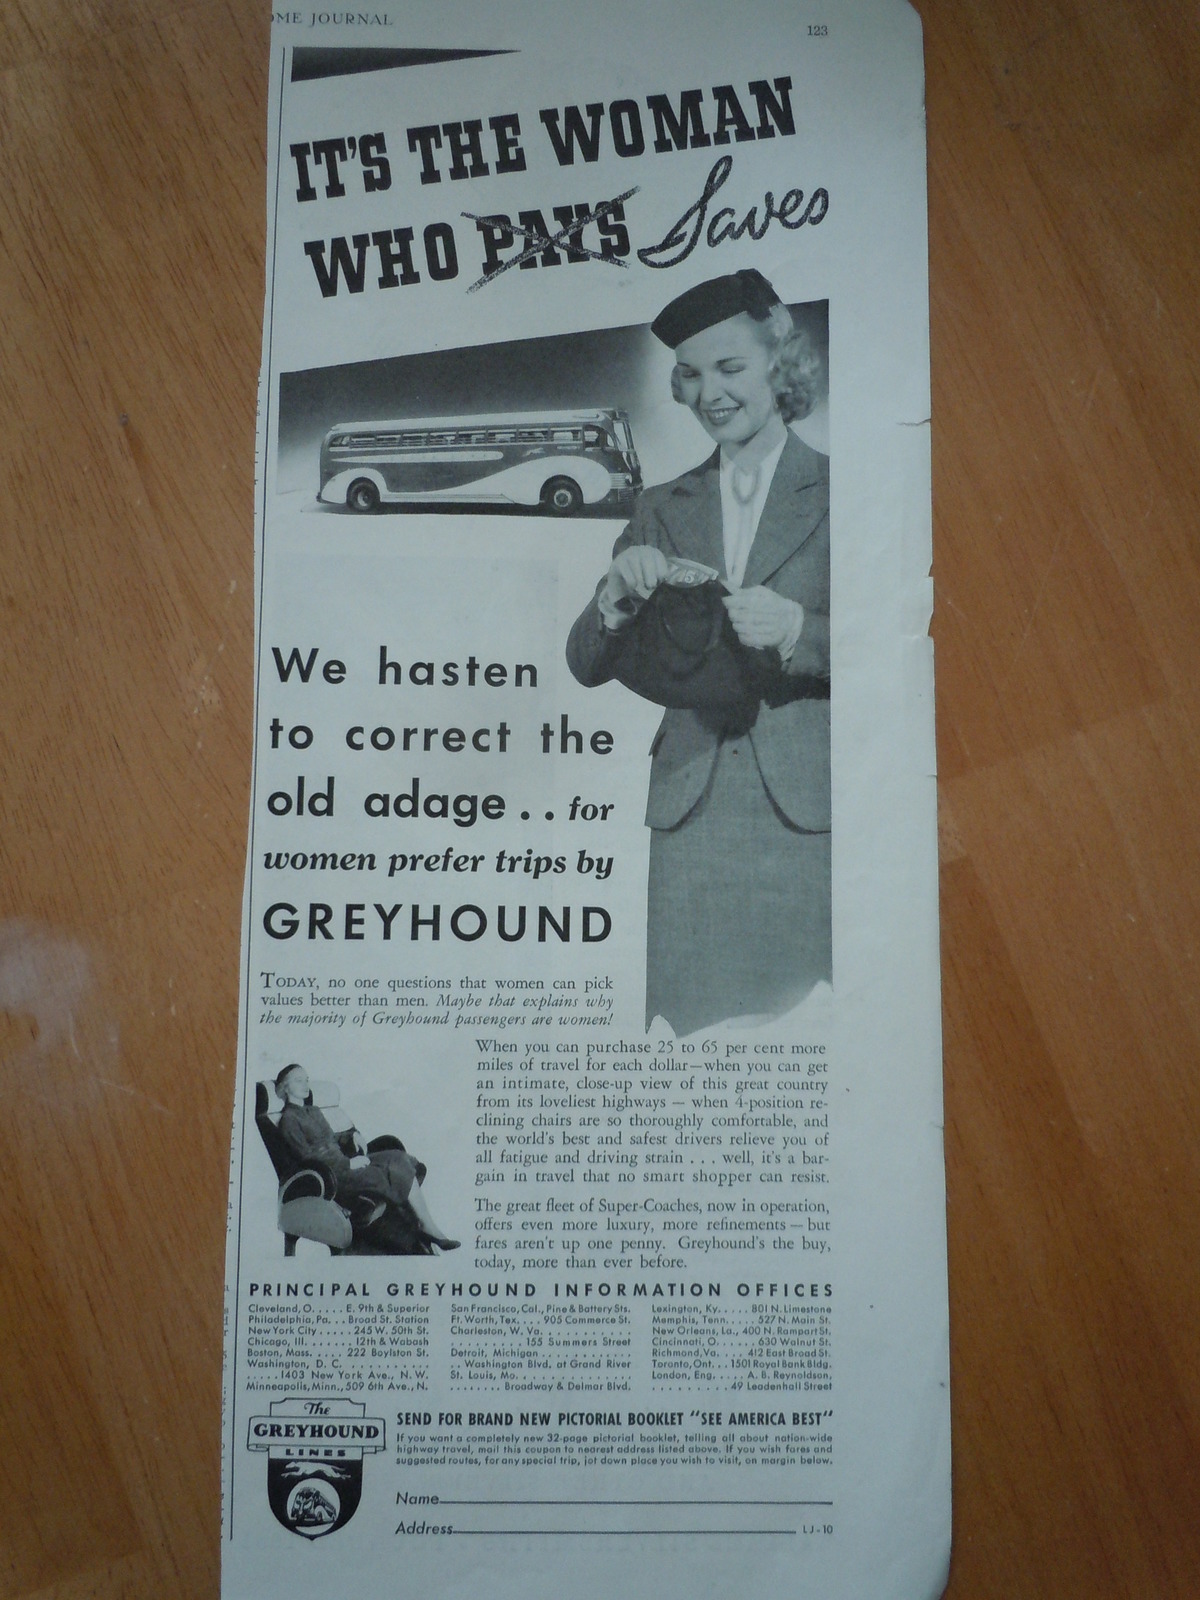 OME JOURNAL
123
IT'S THE WOMAN
WHO PAYS Saves
15
We hasten
to correct the
old adage . . for
women prefer trips by
GREYHOUND
TODAY, no one questions that women can pick
values better than men. Maybe that explains why
the majority of Greyhound passengers are women!
When you can purchase 25 to 65 per cent more
miles of travel for each dollar—when you can get
an intimate, close-up view of this great country
from its loveliest highways — when 4-position re-
clining chairs are so thoroughly comfortable, and
the world's best and safest drivers relieve you of
all fatigue and driving strain . . . well, it's a bar-
gain in travel that no smart shopper can resist.
The great fleet of Super-Coaches, now in operation,
offers even more luxury, more refinements — but
fares aren't up one penny. Greyhound's the buy,
today, more than ever before.
PRINCIPAL GREYHOUND INFORMATION OFFICES
Cleveland, O. . . . . . E. 9th & Superior
Philadelphia, Pa. . . Broad St. Station
New York City . . . . . 245 W. 50th St.
Chicago, Ill. . . . . . 12th & Wabash
Boston, Mass. . . . . 222 Boylston St.
Washington, D. C. . . . . . . . . . .
. . . . . 1403 New York Ave., N. W.
Minneapolis, Minn., 509 6th Ave., N.
San Francisco, Cal., Pine & Battery Sts.
Ft. Worth, Tex. . . . 905 Commerce St.
Charleston, W. Va. . . . . . . . . . . .
. . . . . . . . . . 155 Summers Street
Detroit, Michigan . . . . . . . . . . . .
. . Washington Blvd. at Grand River
St. Louis, Mo. . . . . . . . . . . . . . .
. . . . . . . . Broadway & Delmar Blvd.
Lexington, Ky. . . . . 801 N. Limestone
Memphis, Tenn. . . . . . 527 N. Main St.
New Orleans, La., 400 N. Rampart St.
Cincinnati, O. . . . . . . 630 Walnut St.
Richmond, Va. . . . . 412 East Broad St.
Toronto, Ont. . . 1501 Royal Bank Bldg.
London, Eng. . . . . A. B. Reynoldson,
. . . . . . . . . 49 Leadenhall Street
The
GREYHOUND
LINES
SEND FOR BRAND NEW PICTORIAL BOOKLET "SEE AMERICA BEST"
If you want a completely new 32-page pictorial booklet, telling all about nation-wide
highway travel, mail this coupon to nearest address listed above. If you wish fares and
suggested routes, for any special trip, jot down place you wish to visit, on margin below.
Name
Address
LJ-10